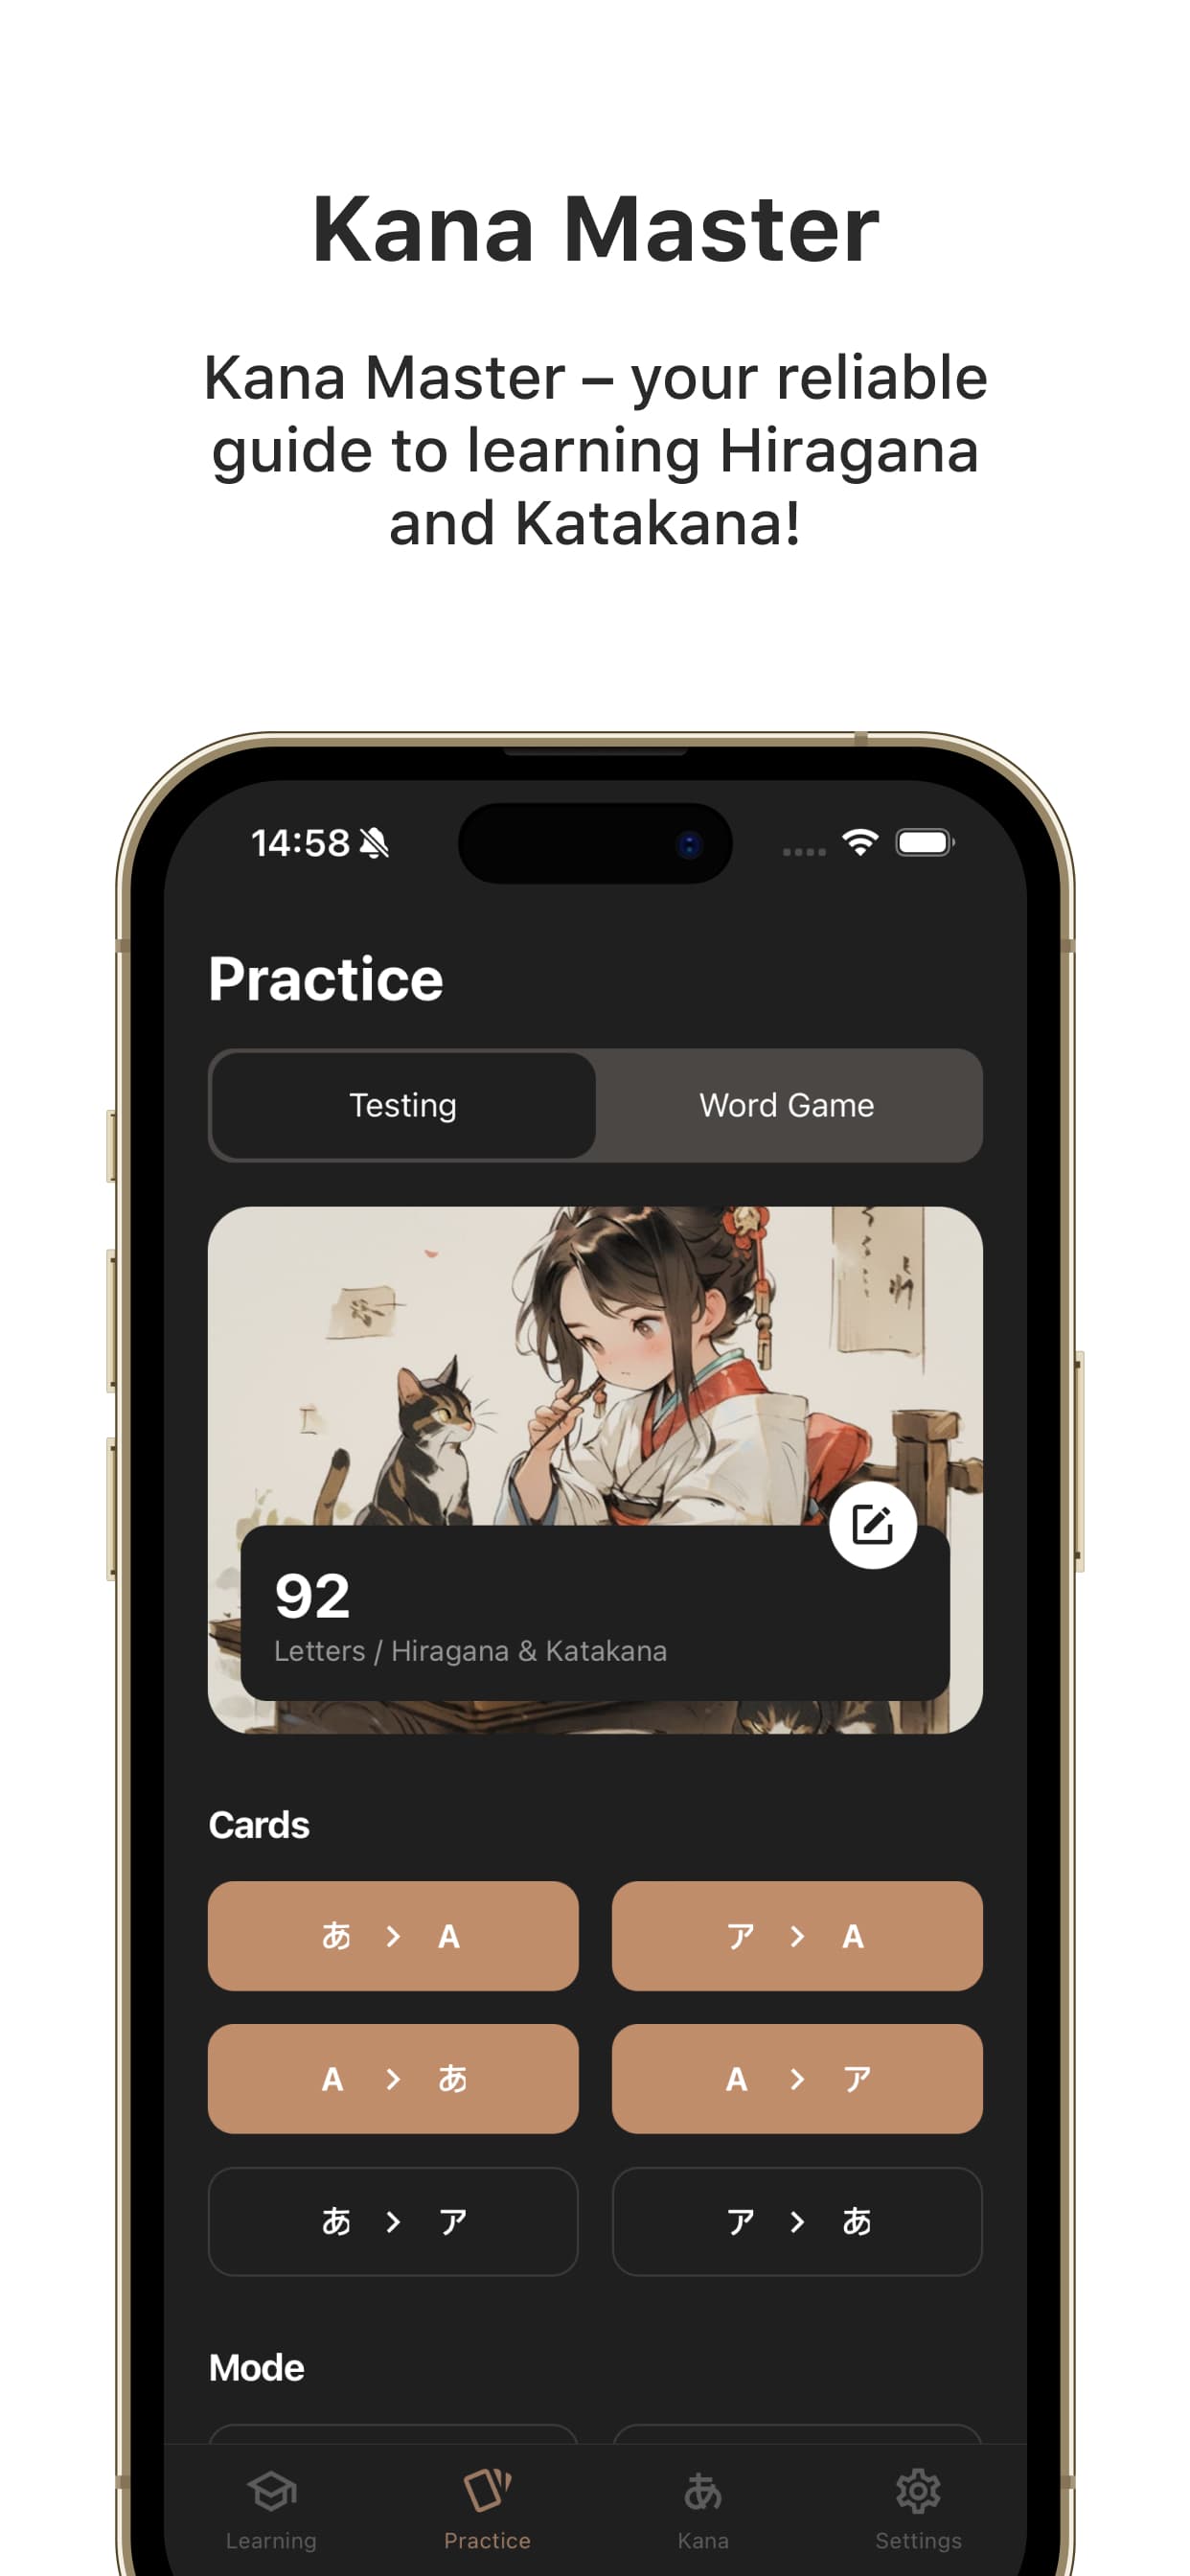 Kana Master
Kana Master – your reliable
guide to learning Hiragana
and Katakana!
14:58
Practice
Testing
Word Game
92
Letters / Hiragana & Katakana
Cards
あ > A
ア > A
A > あ
A > ア
あ > ア
ア > あ
Mode
Learning
Practice
あ
Kana
Settings